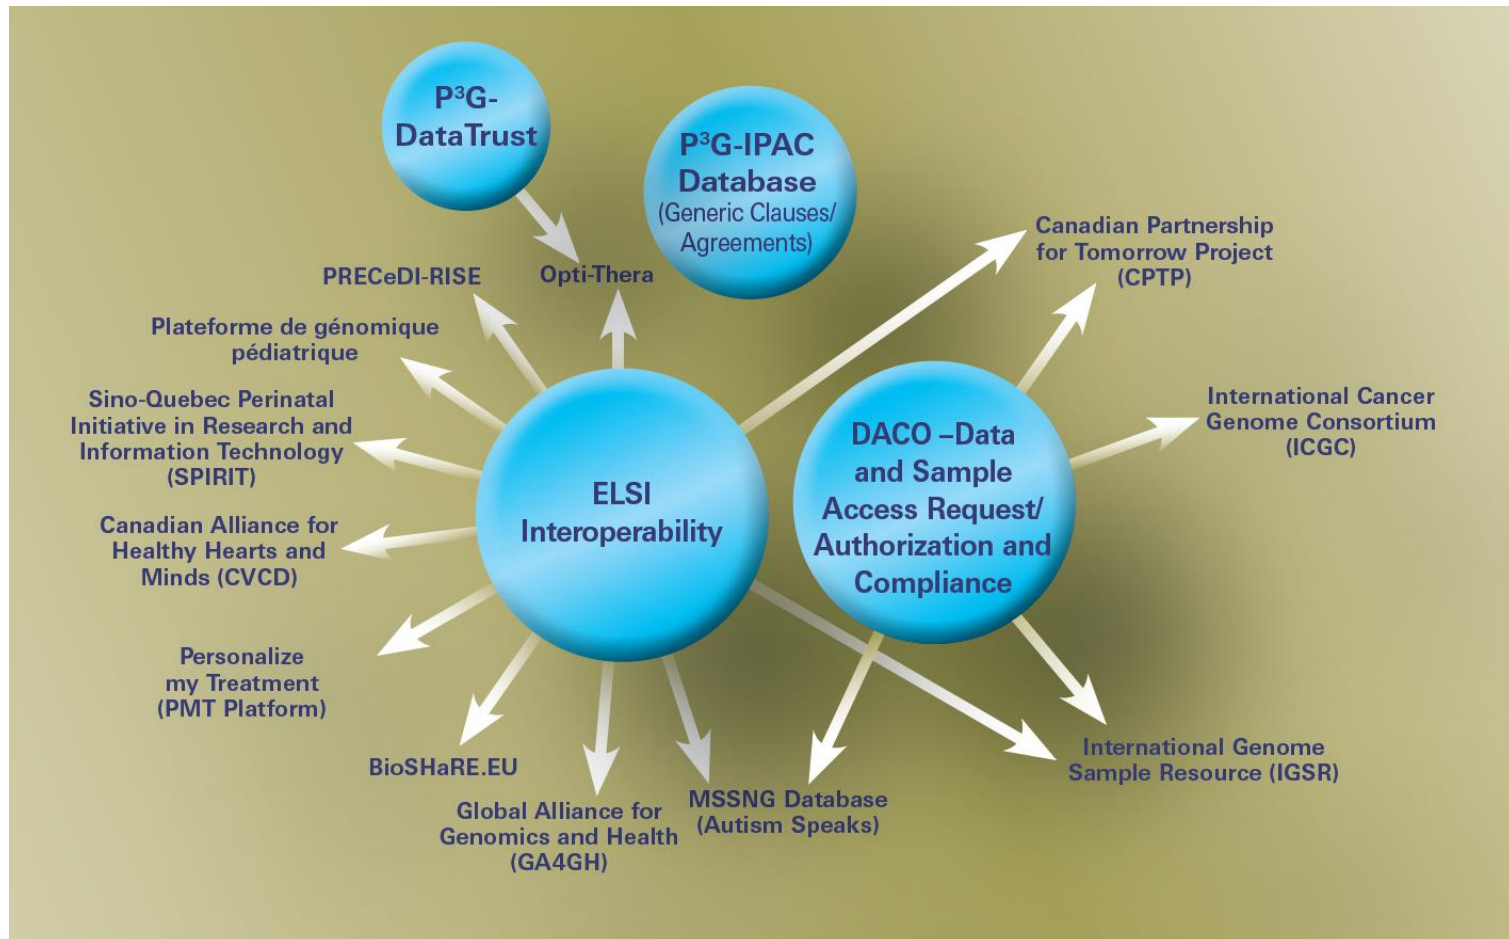 P³G-
DataTrust
P³G-IPAC
Database
(Generic Clauses/
Agreements)
Canadian Partnership
for Tomorrow Project
(CPTP)
PRECeDI-RISE
Opti-Thera
Plateforme de génomique
pédiatrique
Sino-Quebec Perinatal
Initiative in Research and
Information Technology
(SPIRIT)
International Cancer
Genome Consortium
(ICGC)
DACO –Data
and Sample
Access Request/
Authorization and
Compliance
ELSI
Interoperability
Canadian Alliance for
Healthy Hearts and
Minds (CVCD)
Personalize
my Treatment
(PMT Platform)
BioSHaRE.EU
Global Alliance for
Genomics and Health
(GA4GH)
MSSNG Database
(Autism Speaks)
International Genome
Sample Resource (IGSR)